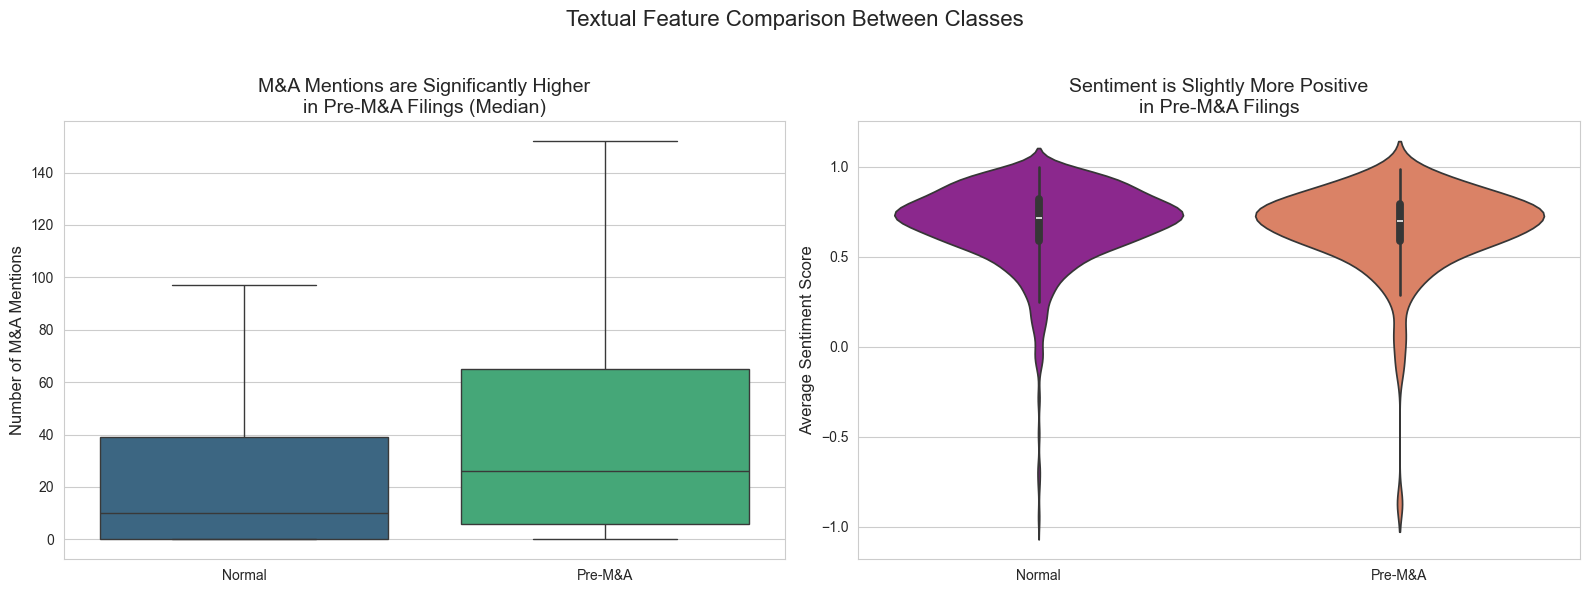 Textual Feature Comparison Between Classes
M&A Mentions are Significantly Higher
in Pre-M&A Filings (Median)
Number of M&A Mentions
140
120
100
80
60
40
20
0
Normal
Pre-M&A
Sentiment is Slightly More Positive
in Pre-M&A Filings
Average Sentiment Score
1.0
0.5
0.0
−0.5
−1.0
Normal
Pre-M&A